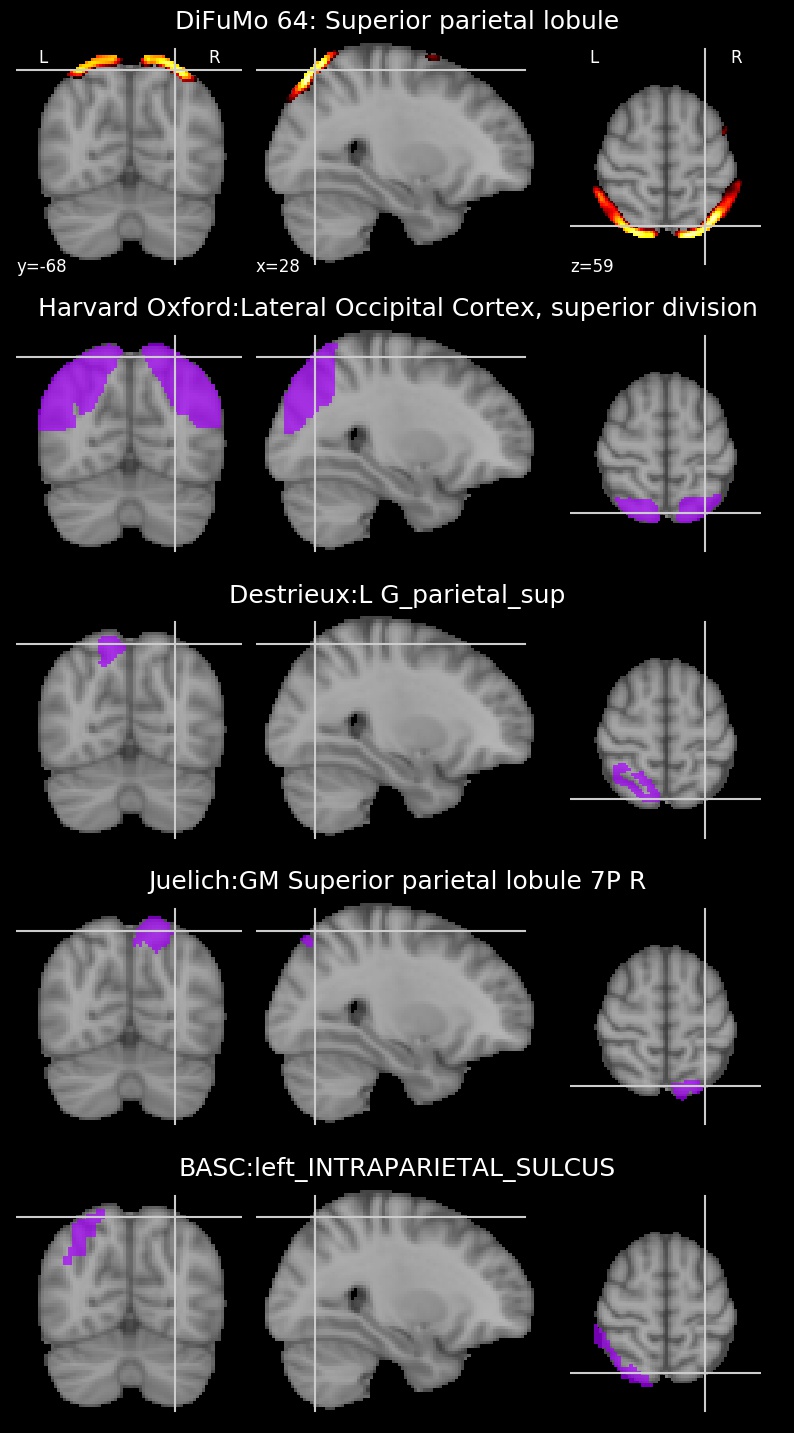 DiFuMo 64: Superior parietal lobule
L R L R
y=-68 x=28 z=59
Harvard Oxford:Lateral Occipital Cortex, superior division
Destrieux:L G_parietal_sup
Juelich:GM Superior parietal lobule 7P R
BASC:left_INTRAPARIETAL_SULCUS